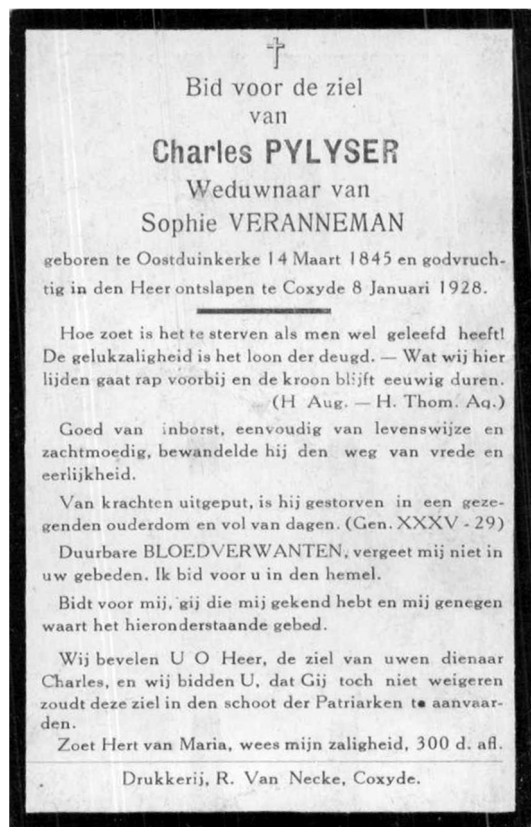 Bid voor de ziel
van
Charles PYLYSER
Weduwnaar van
Sophie VERANNEMAN
geboren te Oostduinkerke 14 Maart 1845 en godvruch-
tig in den Heer ontslapen te Coxyde 8 Januari 1928.
Hoe zoet is het te sterven als men wel geleefd heeft!
De gelukzaligheid is het loon der deugd. — Wat wij hier
lijden gaat rap voorbij en de kroon blijft eeuwig duren.
(H Aug. — H. Thom. Aq.)
Goed van inborst, eenvoudig van levenswijze en
zachtmoedig, bewandelde hij den weg van vrede en
eerlijkheid.
Van krachten uitgeput, is hij gestorven in een geze-
genden ouderdom en vol van dagen. (Gen. XXXV - 29)
Duurbare BLOEDVERWANTEN, vergeet mij niet in
uw gebeden. Ik bid voor u in den hemel.
Bidt voor mij, gij die mij gekend hebt en mij genegen
waart het hieronderstaande gebed.
Wij bevelen U O Heer, de ziel van uwen dienaar
Charles, en wij bidden U, dat Gij toch niet weigeren
zoudt deze ziel in den schoot der Patriarken te aanvaar-
den.
Zoet Hert van Maria, wees mijn zaligheid, 300 d. afl.
Drukkerij, R. Van Necke, Coxyde.